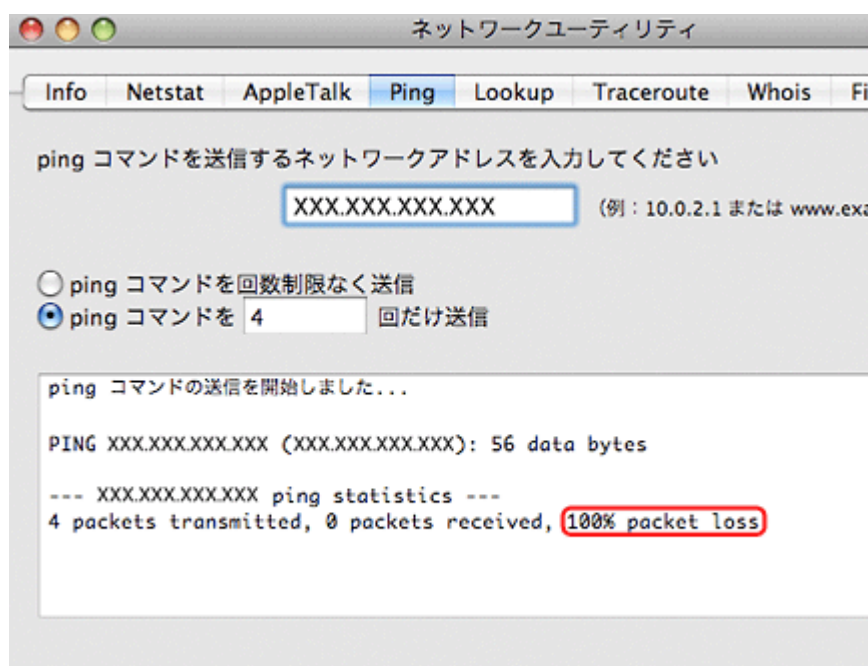 ネットワークユーティリティ
Info Netstat AppleTalk Ping Lookup Traceroute Whois Fi
ping コマンドを送信するネットワークアドレスを入力してください
XXX.XXX.XXX.XXX (例：10.0.2.1 または www.exa
ping コマンドを回数制限なく送信
ping コマンドを 4 回だけ送信
ping コマンドの送信を開始しました...
PING XXX.XXX.XXX.XXX (XXX.XXX.XXX.XXX): 56 data bytes
--- XXX.XXX.XXX.XXX ping statistics ---
4 packets transmitted, 0 packets received, 100% packet loss